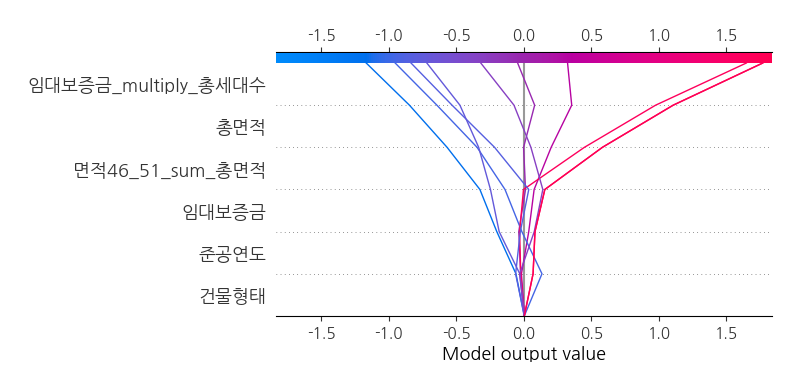 -1.5 -1.0 -0.5 0.0 0.5 1.0 1.5
임대보증금_multiply_총세대수
총면적
면적46_51_sum_총면적
임대보증금
준공연도
건물형태
-1.5 -1.0 -0.5 0.0 0.5 1.0 1.5
Model output value